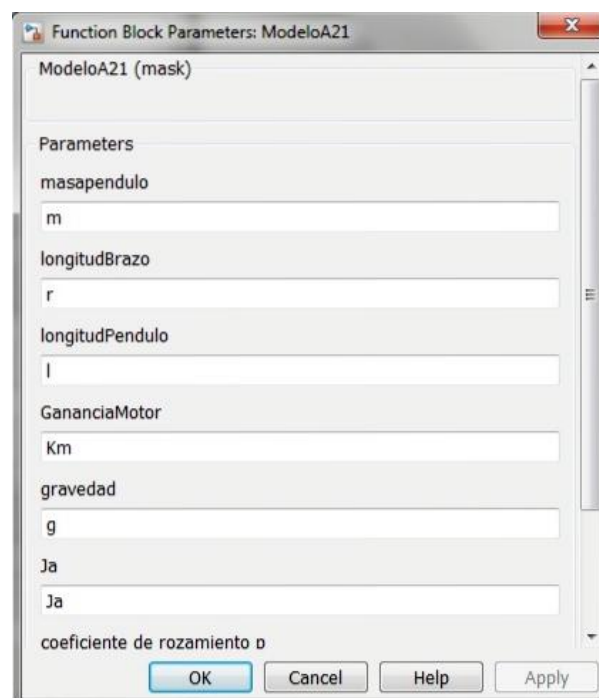 Function Block Parameters: ModeloA21
ModeloA21 (mask)
Parameters
masapendulo
m
longitudBrazo
r
longitudPendulo
l
GananciaMotor
Km
gravedad
g
Ja
Ja
coeficiente de rozamiento
OK Cancel Help Apply